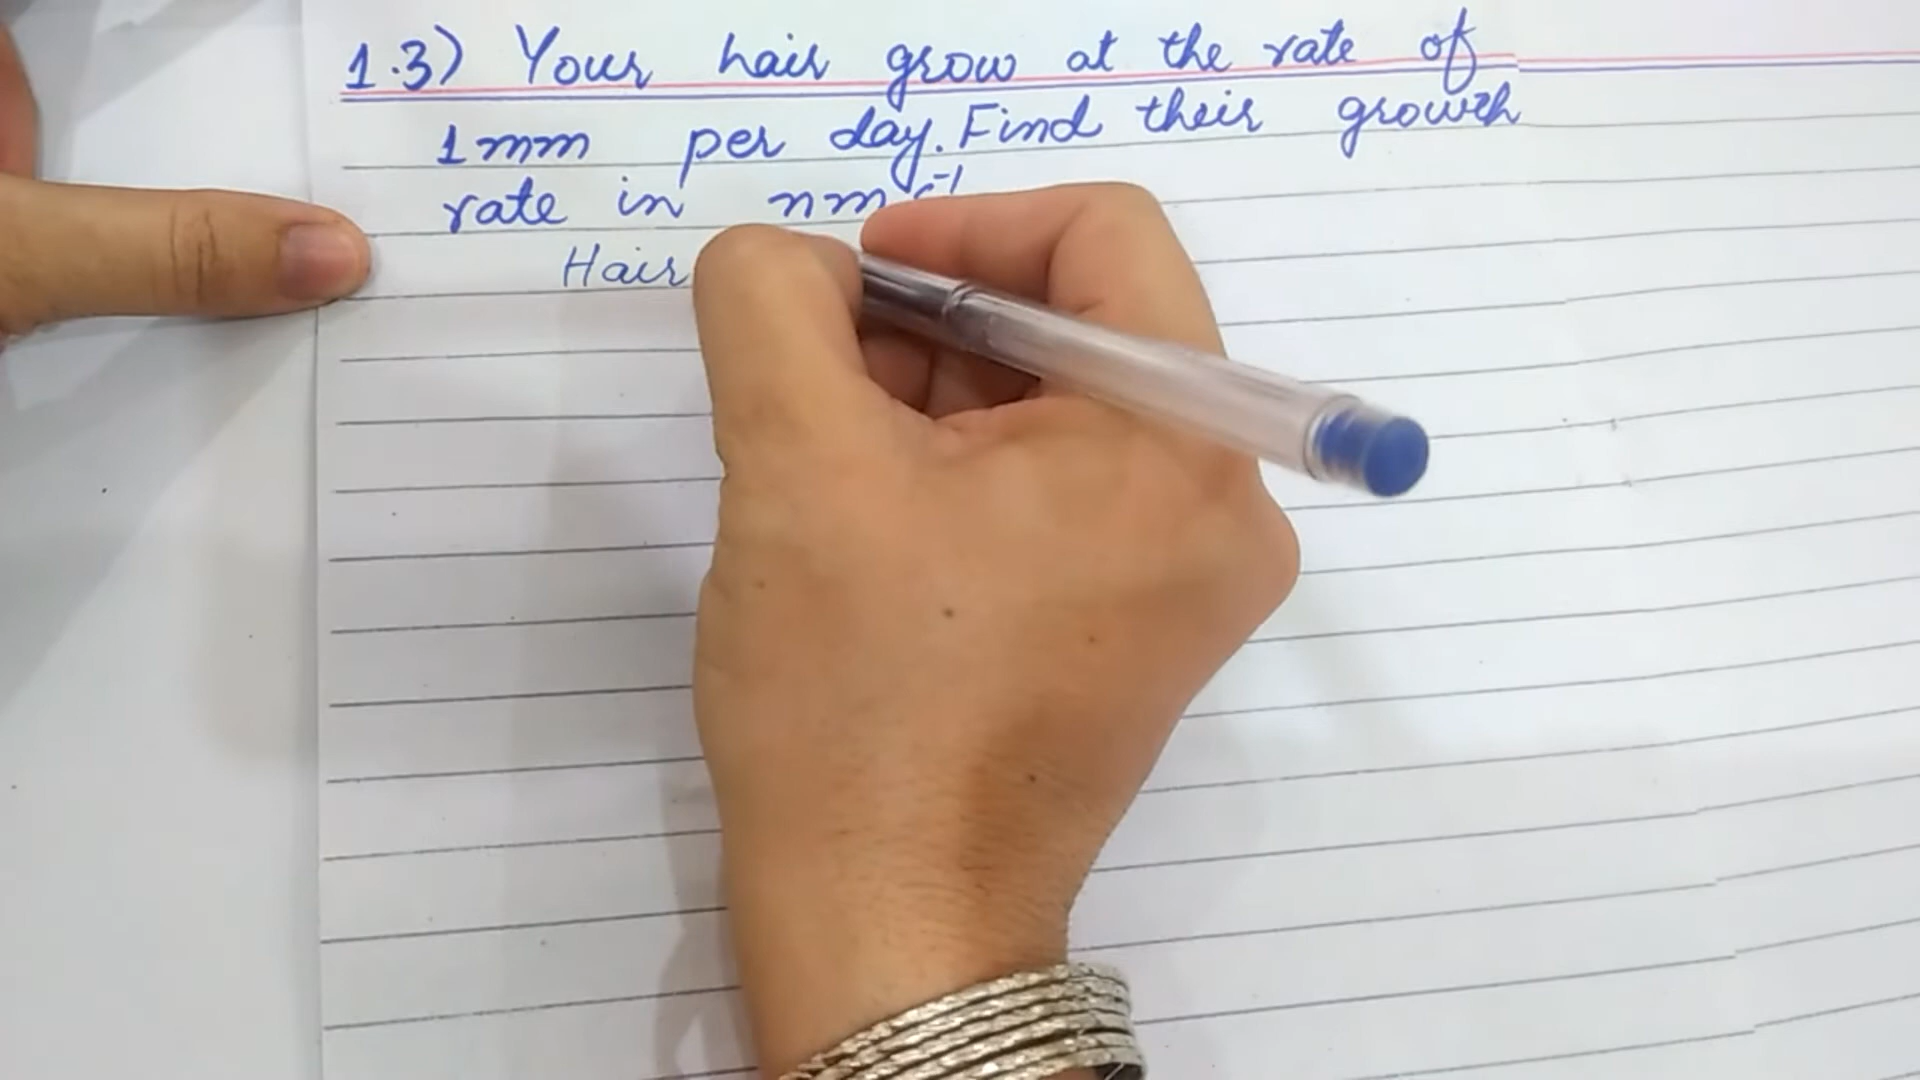 1.3) Your hair grow at the rate of
1mm per day. Find their growth
rate in nm s⁻¹
Hair